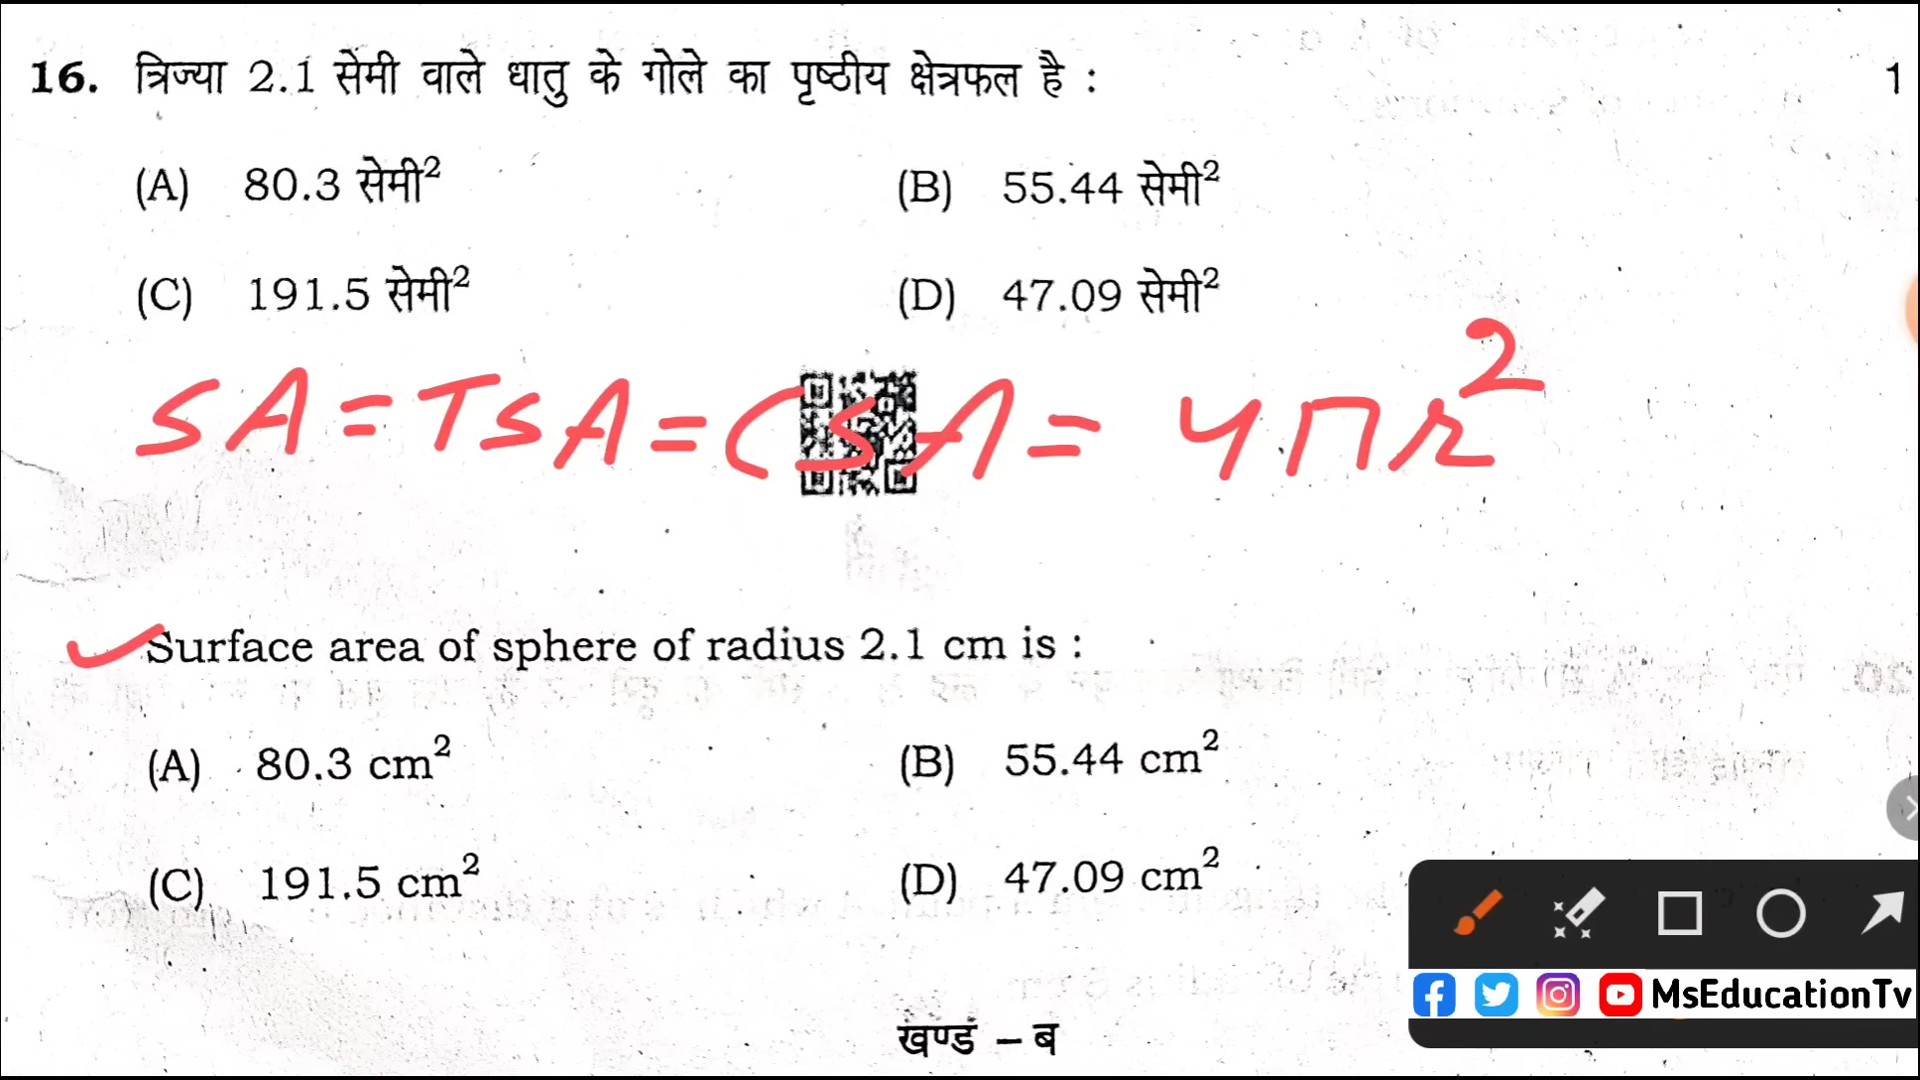 16. त्रिज्या 2.1 सेमी वाले धातु के गोले का पृष्ठीय क्षेत्रफल है : 1
(A) 80.3 सेमी² (B) 55.44 सेमी²
(C) 191.5 सेमी² (D) 47.09 सेमी²
SA = TSA = CSA = 4πr²
Surface area of sphere of radius 2.1 cm is :
(A) 80.3 cm² (B) 55.44 cm²
(C) 191.5 cm² (D) 47.09 cm²
MsEducationTv
खण्ड – ब